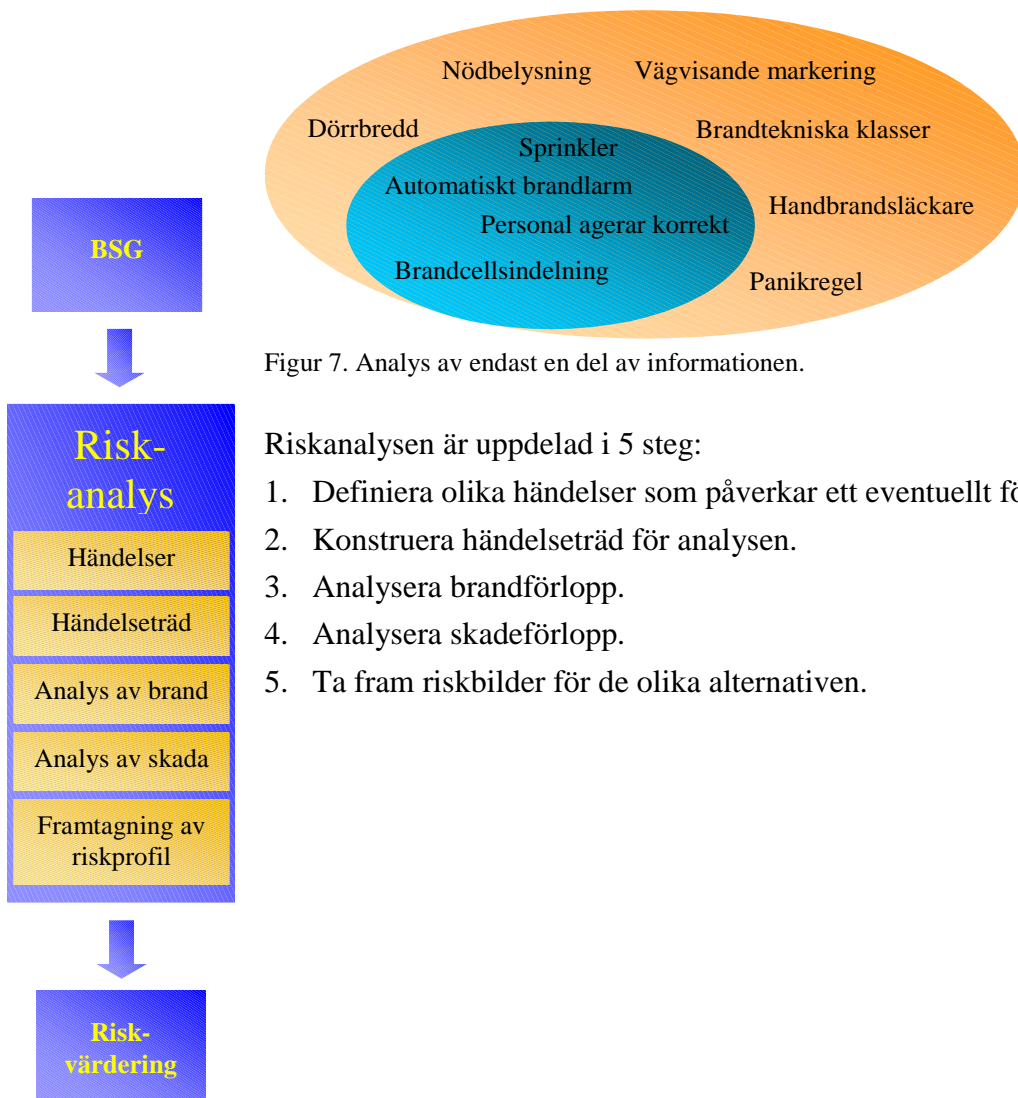 Nödbelysning Vägvisande markering
Dörrbredd Brandtekniska klasser
Sprinkler
Automatiskt brandlarm
Handbrandsläckare
Personal agerar korrekt
Brandcellsindelning
Panikregel
BSG
Figur 7. Analys av endast en del av informationen.
Risk-
analys
Händelser
Händelseträd
Analys av brand
Analys av skada
Framtagning av
riskprofil
Risk-
värdering
Riskanalysen är uppdelad i 5 steg:
1. Definiera olika händelser som påverkar ett eventuellt
2. Konstruera händelseträd för analysen.
3. Analysera brandförlopp.
4. Analysera skadeförlopp.
5. Ta fram riskbilder för de olika alternativen.